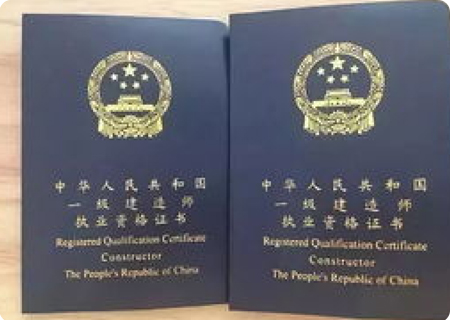 中华人民共和国
一级建造师
执业资格证书
Registered Qualification Certificate
Constructor
The People's Republic of China
中华人民共和国
一级建造师
执业资格证书
Registered Qualification Certificate
Constructor
The People's Republic of China